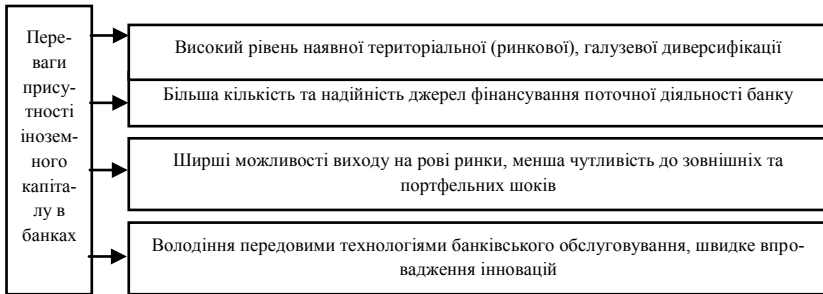 Пере-
ваги
прису-
тності
інозем-
ного
капіта-
лу в
банках
Високий рівень наявної територіальної (ринкової), галузевої диверсифікації
Більша кількість та надійність джерел фінансування поточної діяльності банку
Ширші можливості виходу на рові ринки, менша чутливість до зовнішніх та
портфельних шоків
Володіння передовими технологіями банківського обслуговування, швидке впро-
вадження інновацій